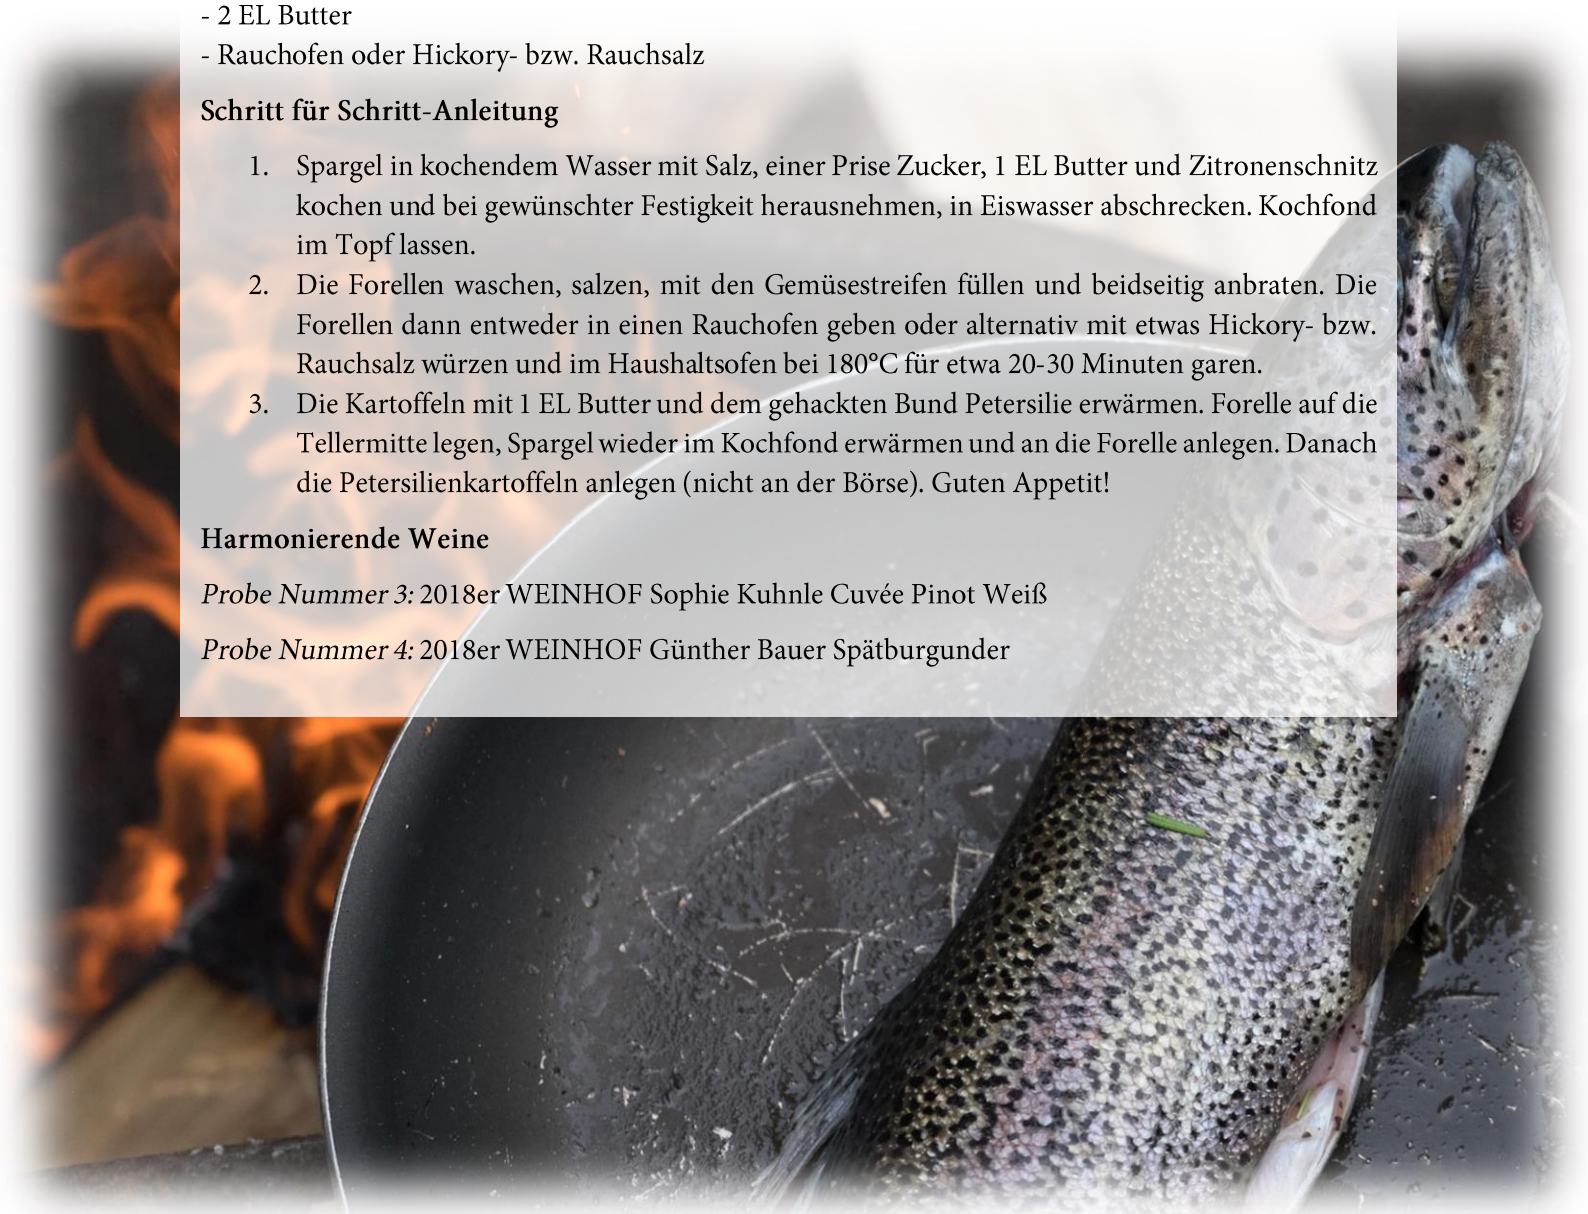 - 2 EL Butter
- Rauchofen oder Hickory- bzw. Rauchsalz
Schritt für Schritt-Anleitung
1. Spargel in kochendem Wasser mit Salz, einer Prise Zucker, 1 EL Butter und Zitronenschnitz
kochen und bei gewünschter Festigkeit herausnehmen, in Eiswasser abschrecken. Kochfond
im Topf lassen.
2. Die Forellen waschen, salzen, mit den Gemüsestreifen füllen und beidseitig anbraten. Die
Forellen dann entweder in einen Rauchofen geben oder alternativ mit etwas Hickory- bzw.
Rauchsalz würzen und im Haushaltsofen bei 180°C für etwa 20-30 Minuten garen.
3. Die Kartoffeln mit 1 EL Butter und dem gehackten Bund Petersilie erwärmen. Forelle auf die
Tellermitte legen, Spargel wieder im Kochfond erwärmen und an die Forelle anlegen. Danach
die Petersilienkartoffeln anlegen (nicht an der Börse). Guten Appetit!
Harmonierende Weine
Probe Nummer 3: 2018er WEINHOF Sophie Kuhnle Cuvée Pinot Weiß
Probe Nummer 4: 2018er WEINHOF Günther Bauer Spätburgunder